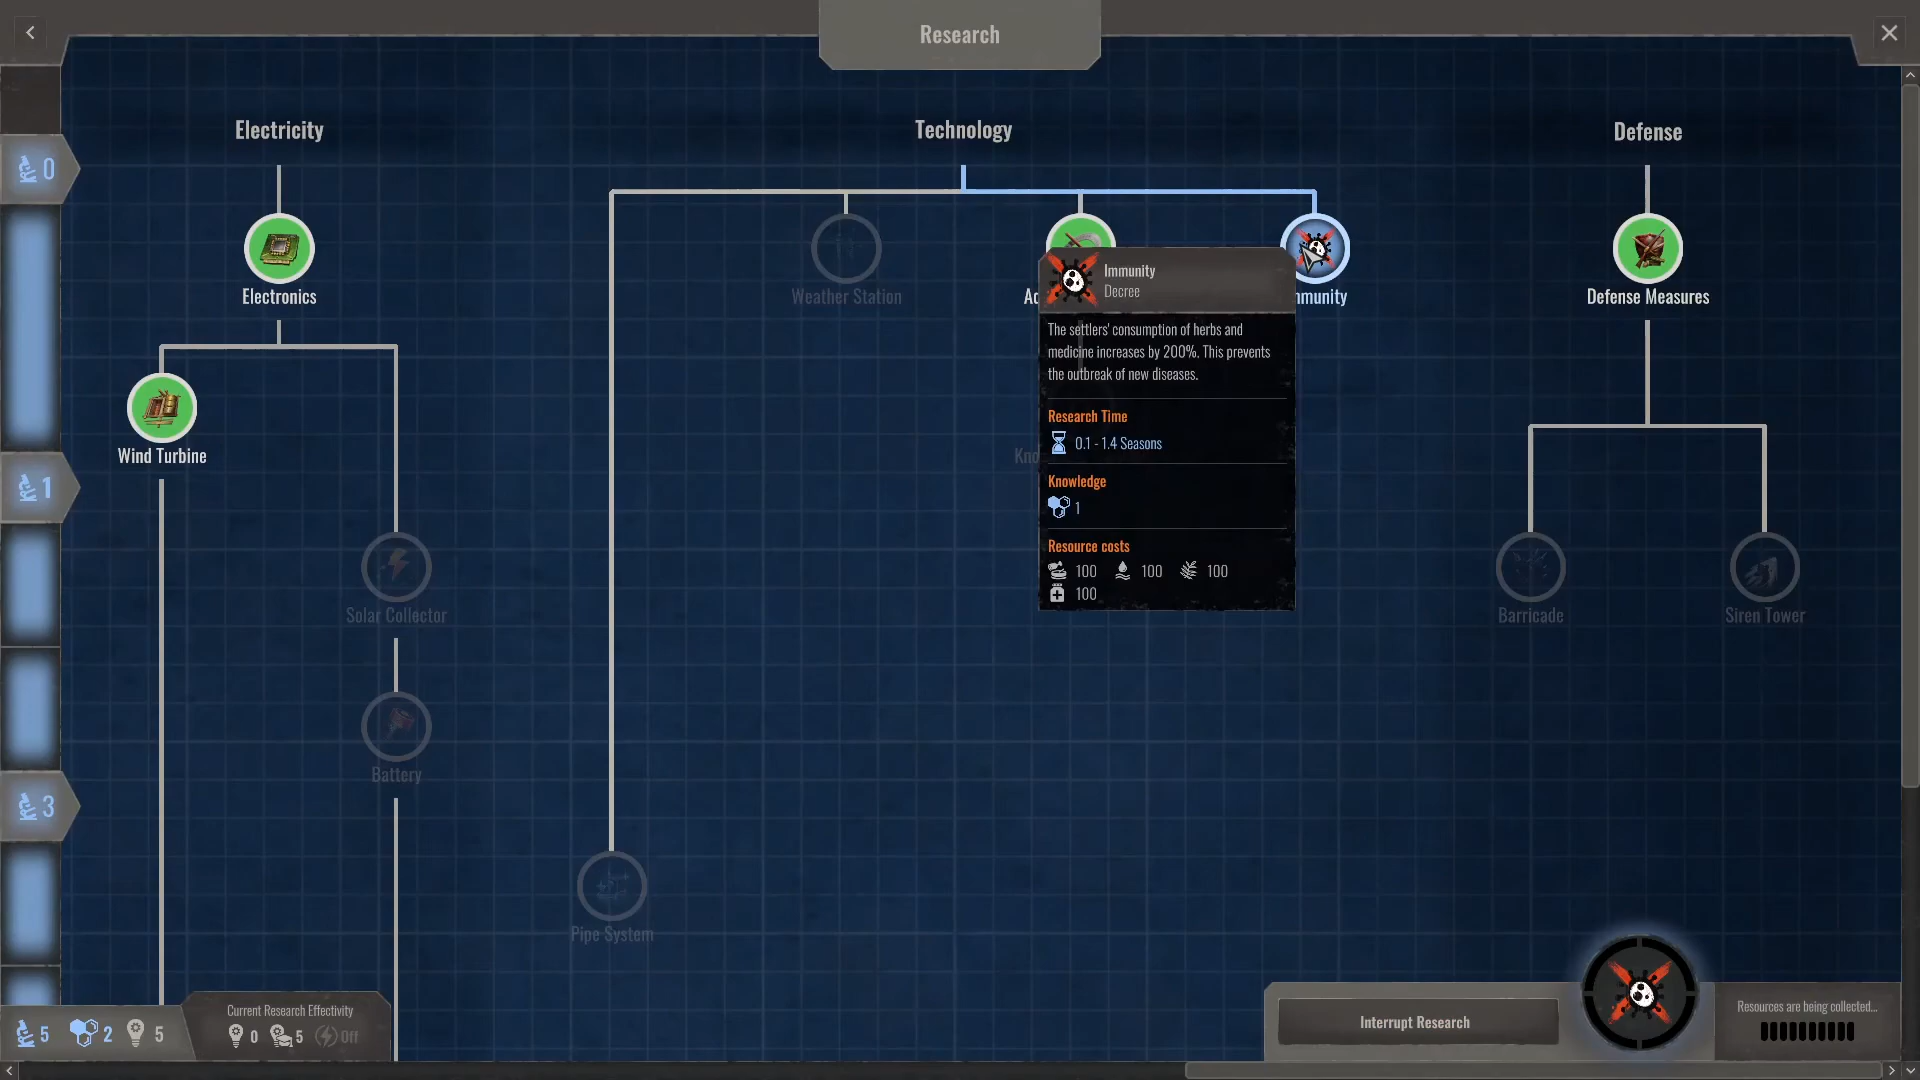 Research
Electricity
Technology
Defense
0
Electronics
Weather Station
Ad
Immunity
Decree
mmunity
Defense Measures
The settlers' consumption of herbs and
medicine increases by 200%. This prevents
the outbreak of new diseases.
Wind Turbine
Research Time
0.1 - 1.4 Seasons
Kno
Knowledge
1
1
Resource costs
100 100 100
100
Solar Collector
Barricade
Siren Tower
Battery
3
Pipe System
Current Research Effectivity
5 2 5
0 5 Off
Interrupt Research
Resources are being collected...